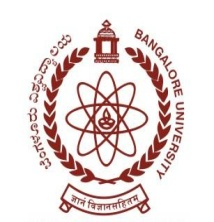 ಬೆಂಗಳೂರು ವಿಶ್ವವಿದ್ಯಾಲಯ
BANGALORE UNIVERSITY
ज्ञानं विज्ञानसहितम्